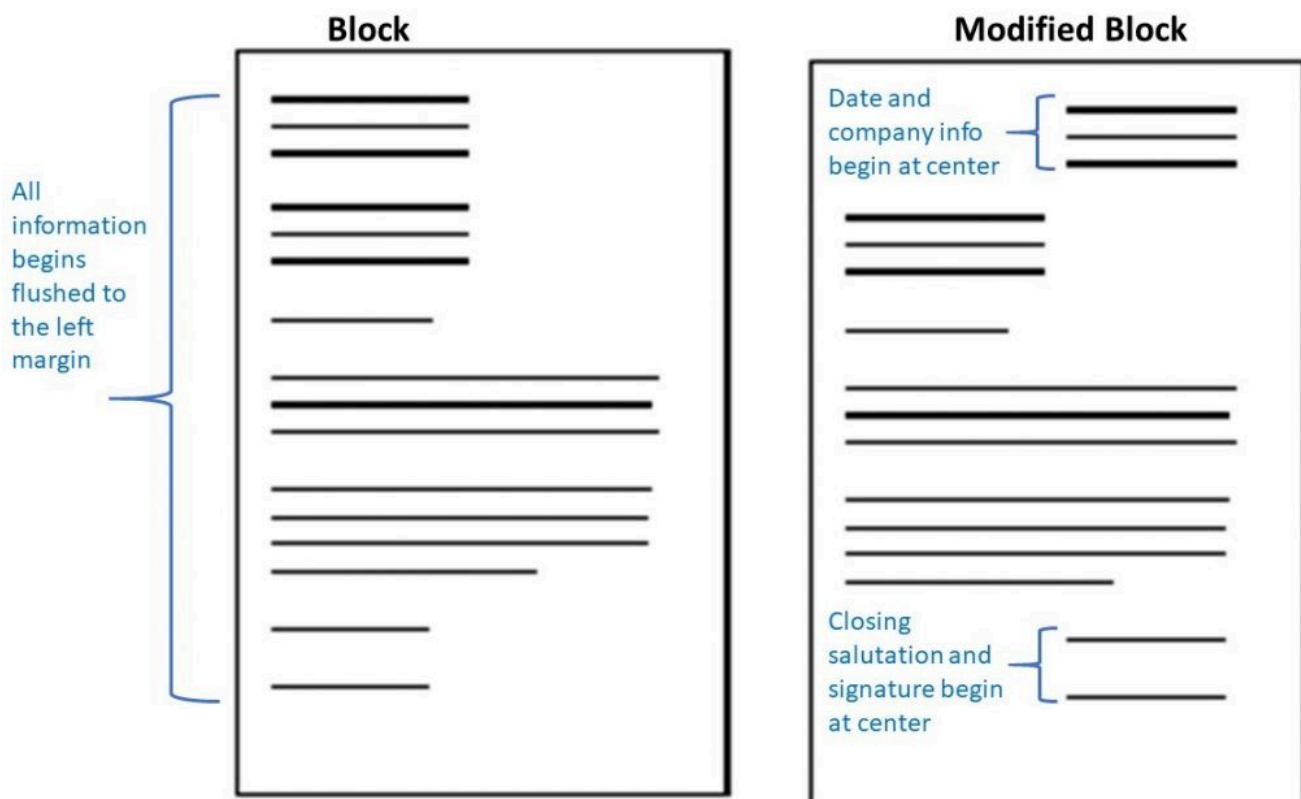 Block
All
information
begins
flushed to
the left
margin
Modified Block
Date and
company info
begin at center
Closing
salutation and
signature begin
at center